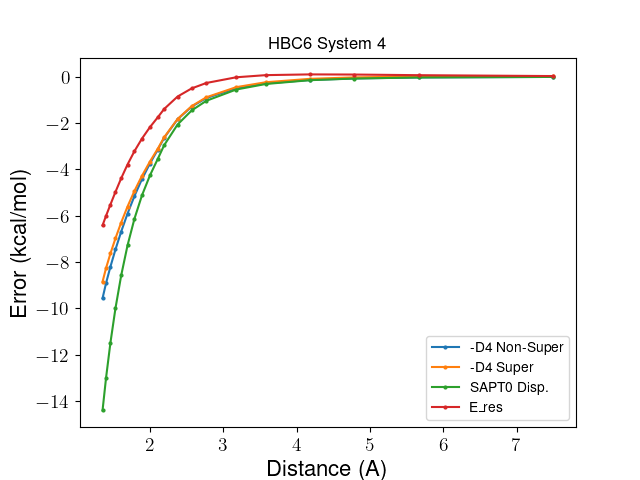 HBC6 System 4
Error (kcal/mol)
0
−2
−4
−6
−8
−10
−12
−14
-D4 Non-Super
-D4 Super
SAPT0 Disp.
E_res
2
3
4
5
6
7
Distance (A)